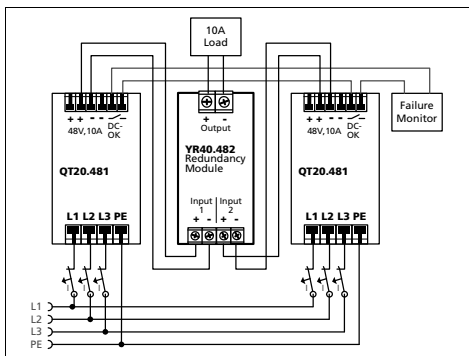 10A
Load
+ -
Output
YR40.482
Redundancy
Module
Input Input
1 2
+ - + -
+ + - -
48V,10A DC-
OK
QT20.481
L1 L2 L3 PE
+ + - -
48V,10A DC-
OK
QT20.481
L1 L2 L3 PE
Failure
Monitor
I I I
I I I
L1
L2
L3
PE